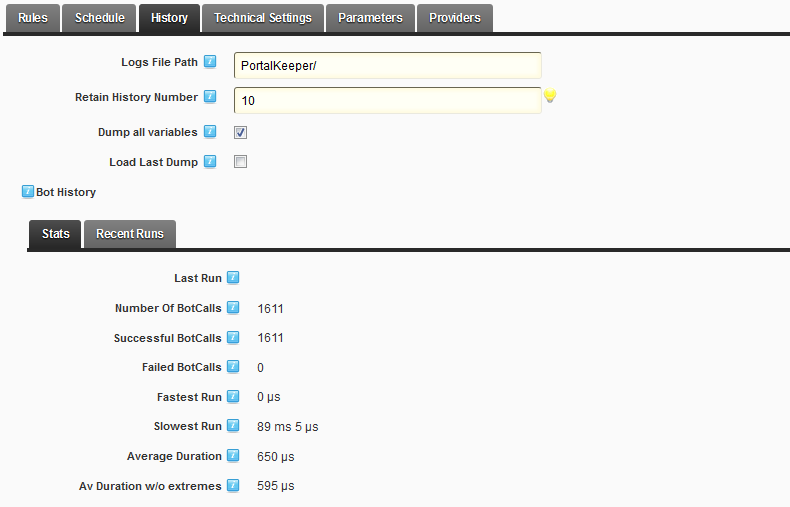 Rules Schedule History Technical Settings Parameters Providers
Logs File Path PortalKeeper/
Retain History Number 10
Dump all variables
Load Last Dump
Bot History
Stats Recent Runs
Last Run
Number Of BotCalls 1611
Successful BotCalls 1611
Failed BotCalls 0
Fastest Run 0 µs
Slowest Run 89 ms 5 µs
Average Duration 650 µs
Av Duration w/o extremes 595 µs